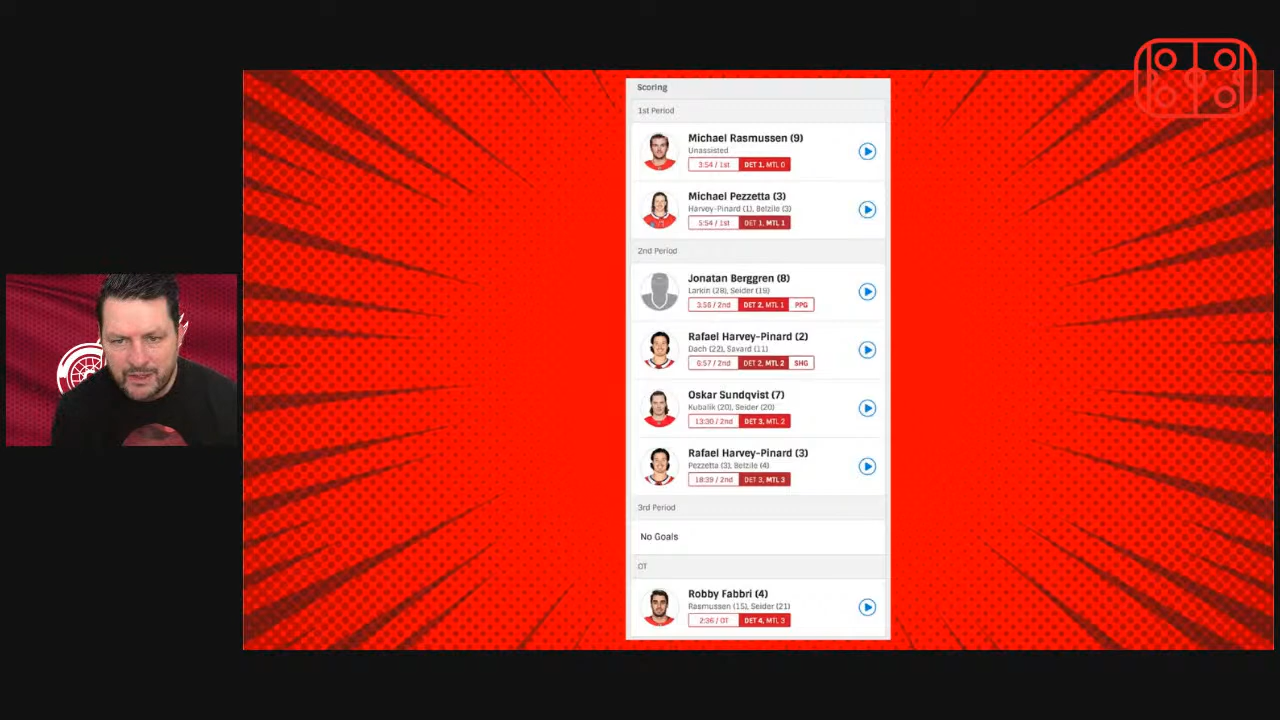 Scoring
1st Period
Michael Rasmussen (9)
Unassisted
3:54 / 1st DET 1, MTL 0
Michael Pezzetta (3)
Harvey-Pinard (1), Belzile (3)
5:54 / 1st DET 1, MTL 1
2nd Period
Jonatan Berggren (8)
Larkin (28), Seider (19)
3:56 / 2nd DET 2, MTL 1 PPG
Rafael Harvey-Pinard (2)
Dach (22), Savard (11)
6:57 / 2nd DET 2, MTL 2 SHG
Oskar Sundqvist (7)
Kubalik (20), Seider (20)
13:30 / 2nd DET 3, MTL 2
Rafael Harvey-Pinard (3)
Pezzetta (3), Belzile (4)
18:39 / 2nd DET 3, MTL 3
3rd Period
No Goals
OT
Robby Fabbri (4)
Rasmussen (15), Seider (21)
2:36 / OT DET 4, MTL 3